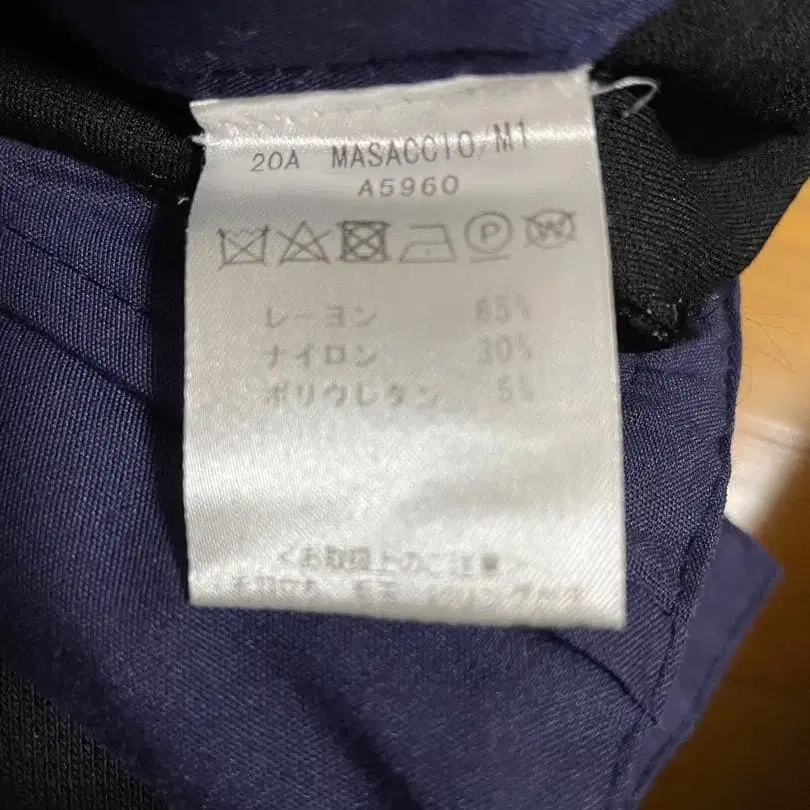 20A MASACCIO/M1
A5960
P W
レーヨン 65%
ナイロン 30%
ポリウレタン 5%
<お取扱上のご注意>